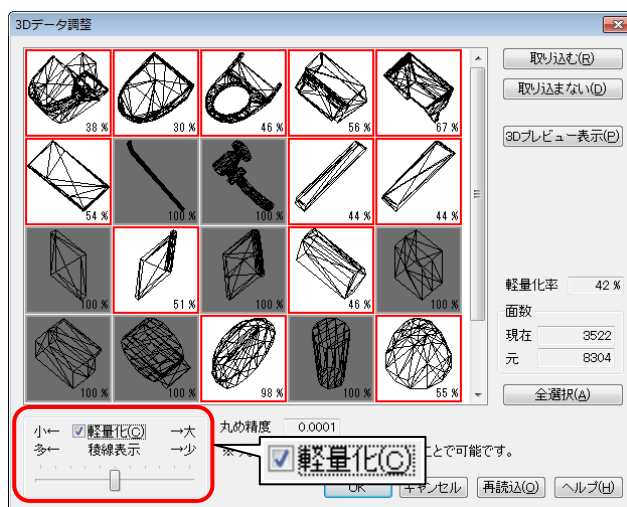 3Dデータ調整
38 %
30 %
46 %
56 %
67 %
54 %
100 %
100 %
44 %
44 %
100 %
51 %
100 %
46 %
100 %
100 %
100 %
98 %
100 %
55 %
取り込む(R)
取り込まない(D)
3Dプレビュー表示(P)
軽量化率 42 %
面数
現在 3522
元 8304
全選択(A)
小← 軽量化(C) →大
多← 稜線表示 →少
丸め精度 0.0001
※
ことで可能です。
軽量化(C)
OK
キャンセル
再読込(O)
ヘルプ(H)